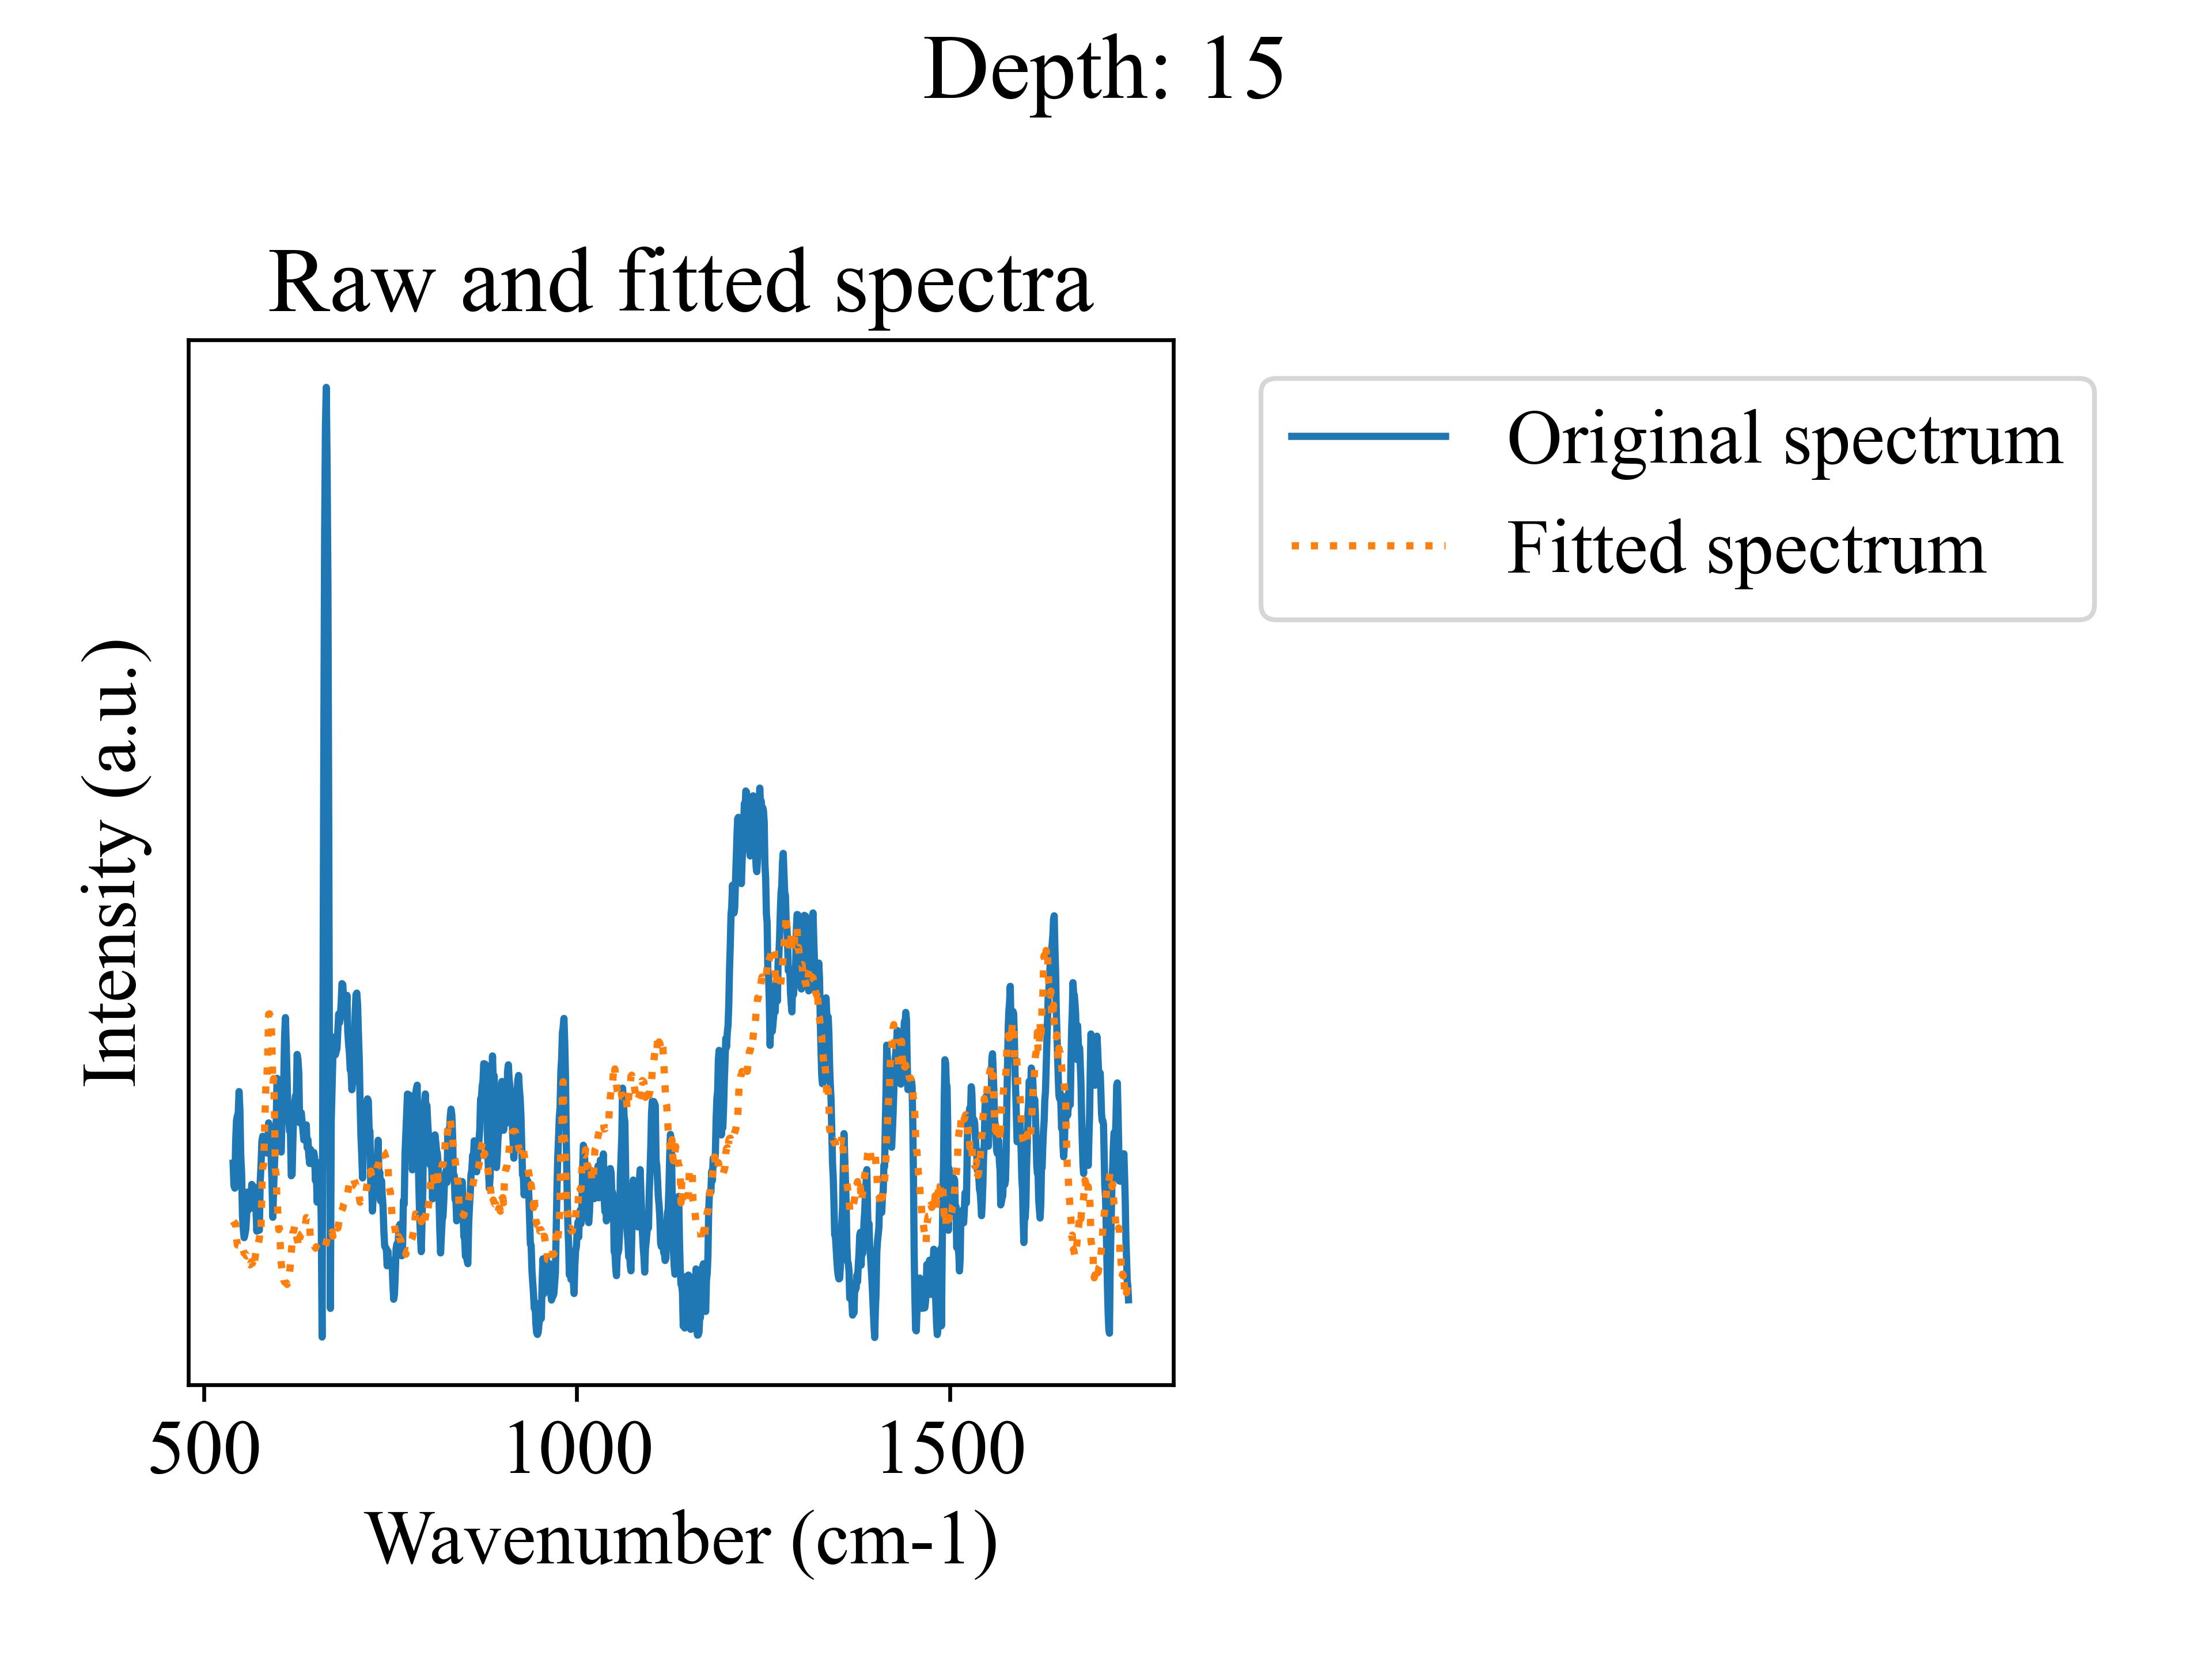 Depth: 15
Raw and fitted spectra
Original spectrum
Fitted spectrum
Intensity (a.u.)
500 1000 1500
Wavenumber (cm-1)